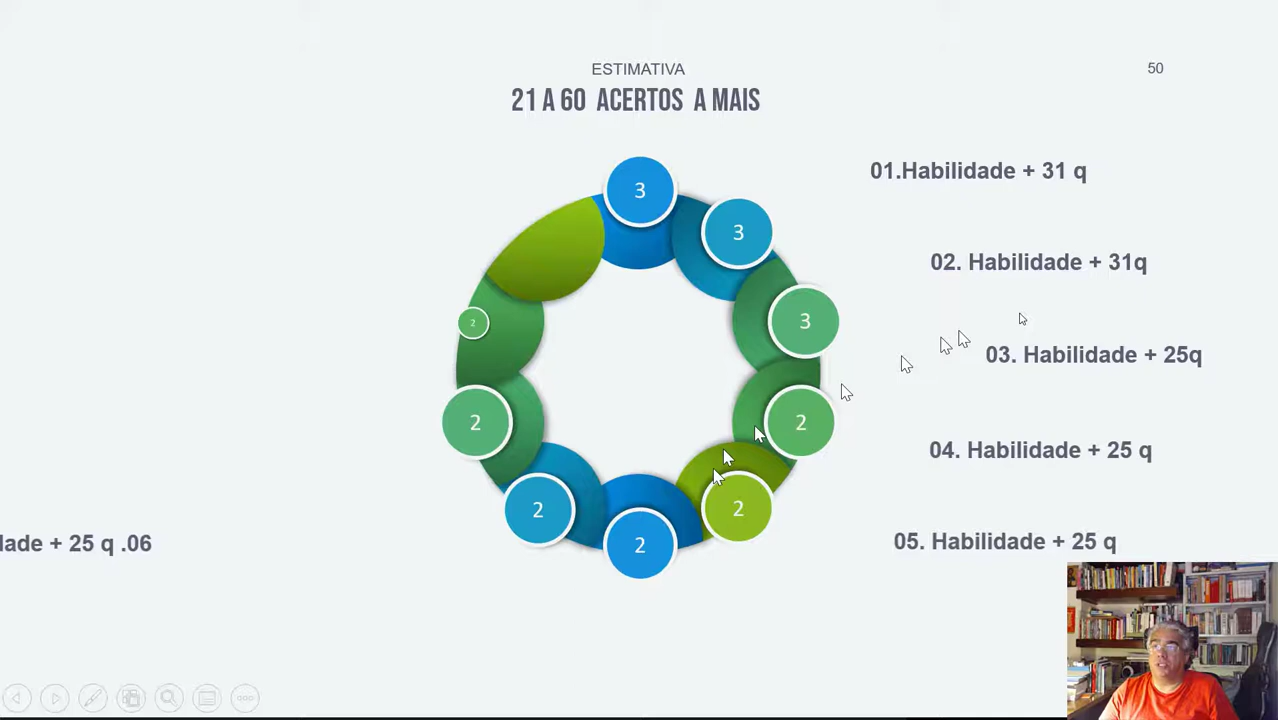 ESTIMATIVA
50
21 A 60 ACERTOS A MAIS
01.Habilidade + 31 q
3
3
02. Habilidade + 31q
3
2
03. Habilidade + 25q
2
2
04. Habilidade + 25 q
2
2
2
05. Habilidade + 25 q
dade + 25 q .06